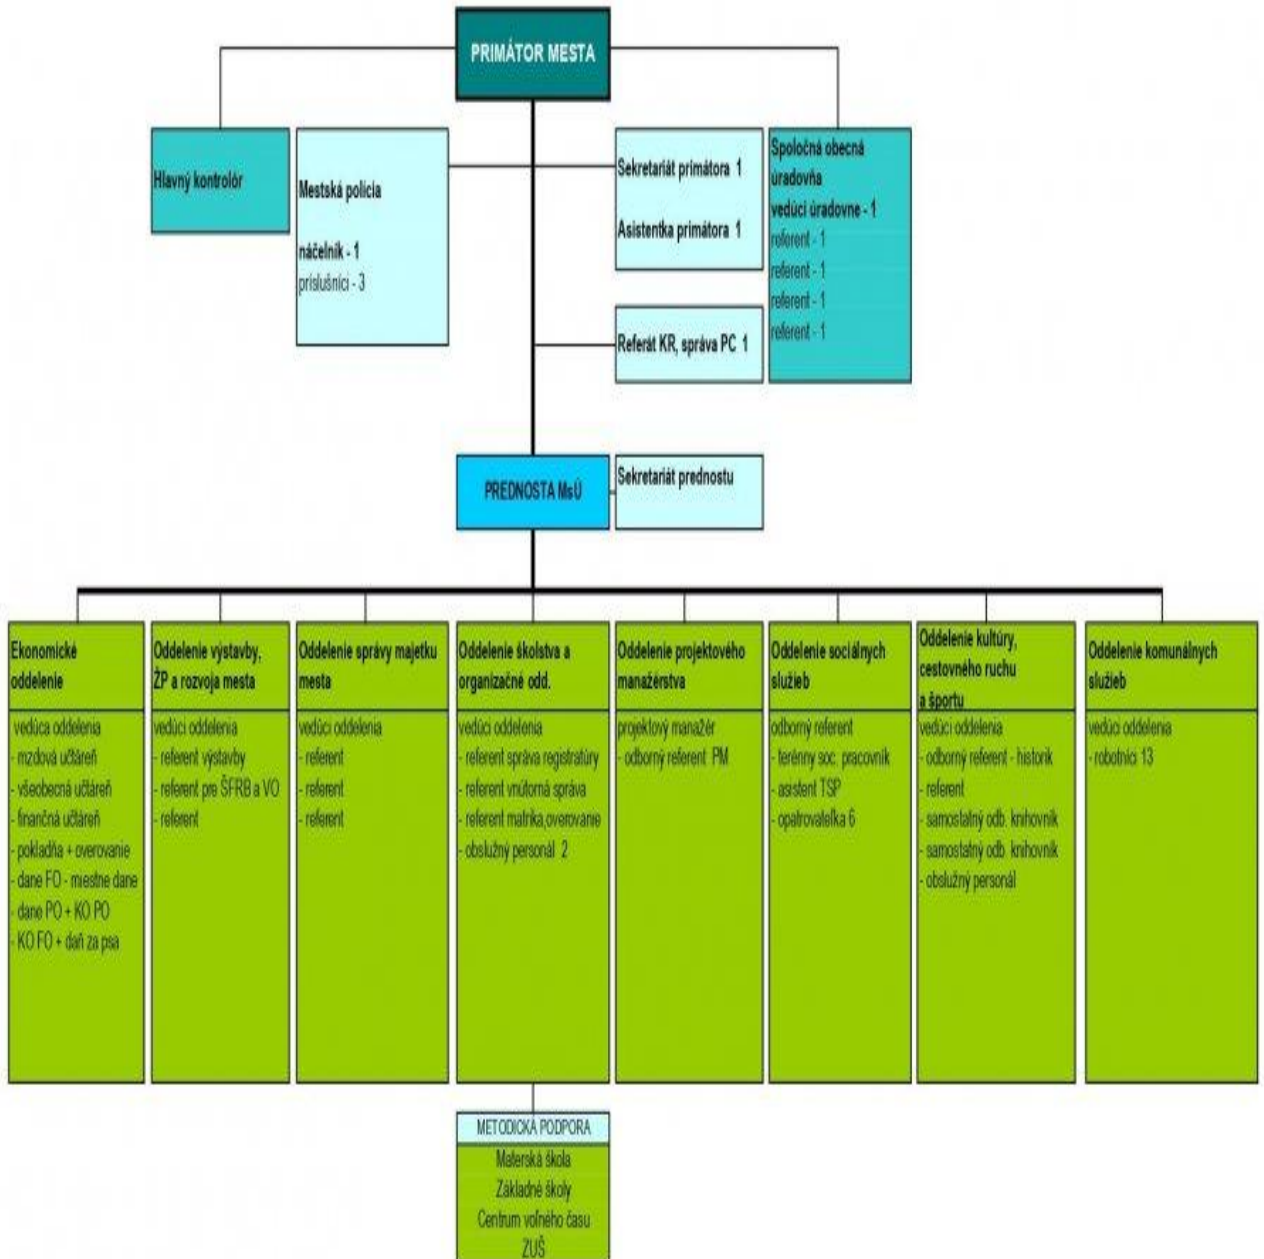 PRIMÁTOR MESTA
Hlavný kontrolór
Mestská polícia
náčelník - 1
príslušníci - 3
Sekretariát primátora 1
Asistentka primátora 1
Spoločná obecná
úradovňa
vedúci úradovne - 1
referent - 1
referent - 1
referent - 1
referent - 1
Referát KR, správa PC 1
PREDNOSTA MsÚ
Sekretariát prednostu
Ekonomické
oddelenie
vedúca oddelenia
- mzdová učtáreň
- všeobecná učtáreň
- finančná učtáreň
- pokladňa + overovanie
- dane FO - miestne dane
- dane PO + KO PO
- KO FO + daň za psa
Oddelenie výstavby,
ŽP a rozvoja mesta
vedúci oddelenia
- referent výstavby
- referent pre ŠFRB a VO
- referent
Oddelenie správy majetku
mesta
vedúci oddelenia
- referent
- referent
- referent
Oddelenie školstva a
organizačné odd.
vedúci oddelenia
- referent správa registratúry
- referent vnútorná správa
- referent matrika,overovanie
- obslužný personál 2
Oddelenie projektového
manažérstva
projektový manažér
- odborný referent PM
Oddelenie sociálnych
služieb
odborný referent
- terénny soc. pracovník
- asistent TSP
- opatrovateľka 6
Oddelenie kultúry,
cestovného ruchu
a športu
vedúci oddelenia
- odborný referent - historik
- referent
- samostatný odb. knihovník
- samostatný odb. knihovník
- obslužný personál
Oddelenie komunálnych
služieb
vedúci oddelenia
- robotníci 13
METODICKÁ PODPORA
Materská škola
Základné školy
Centrum voľného času
ZUŠ